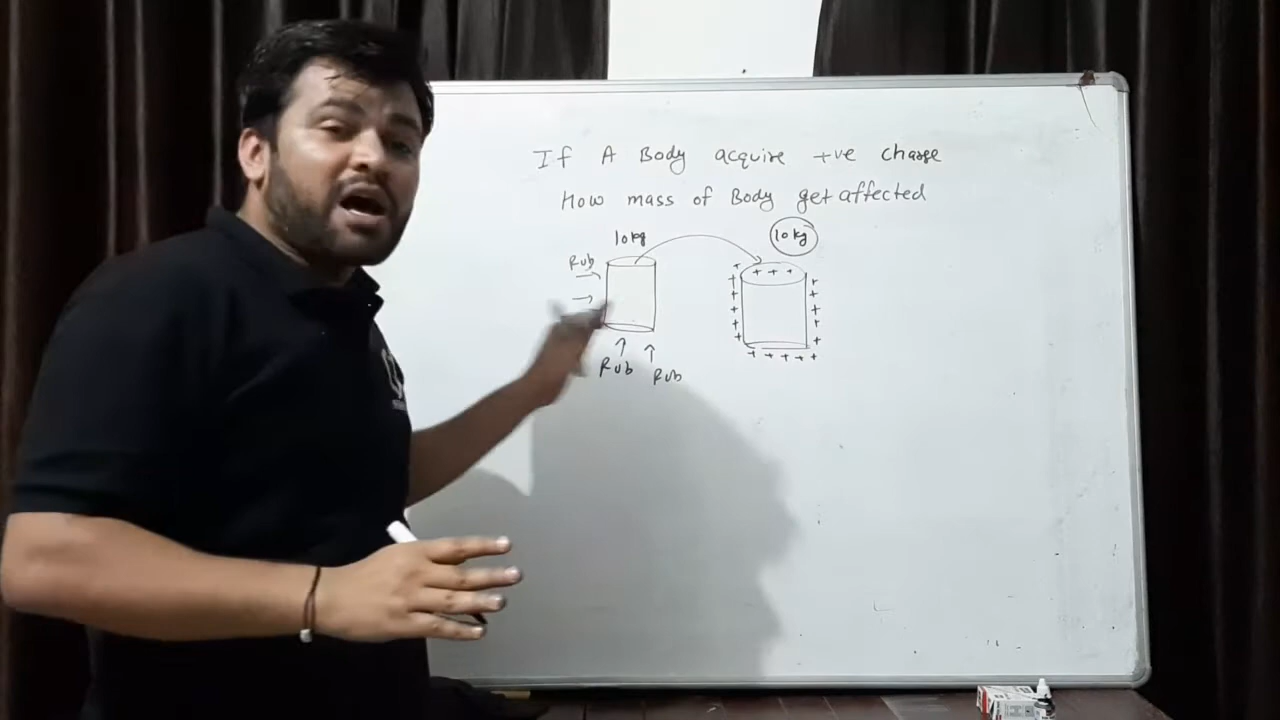 If A Body acquire +ve charge
How mass of Body get affected
10kg
10kg
Rub
+ + +
Rub
Rub
+ + + + +